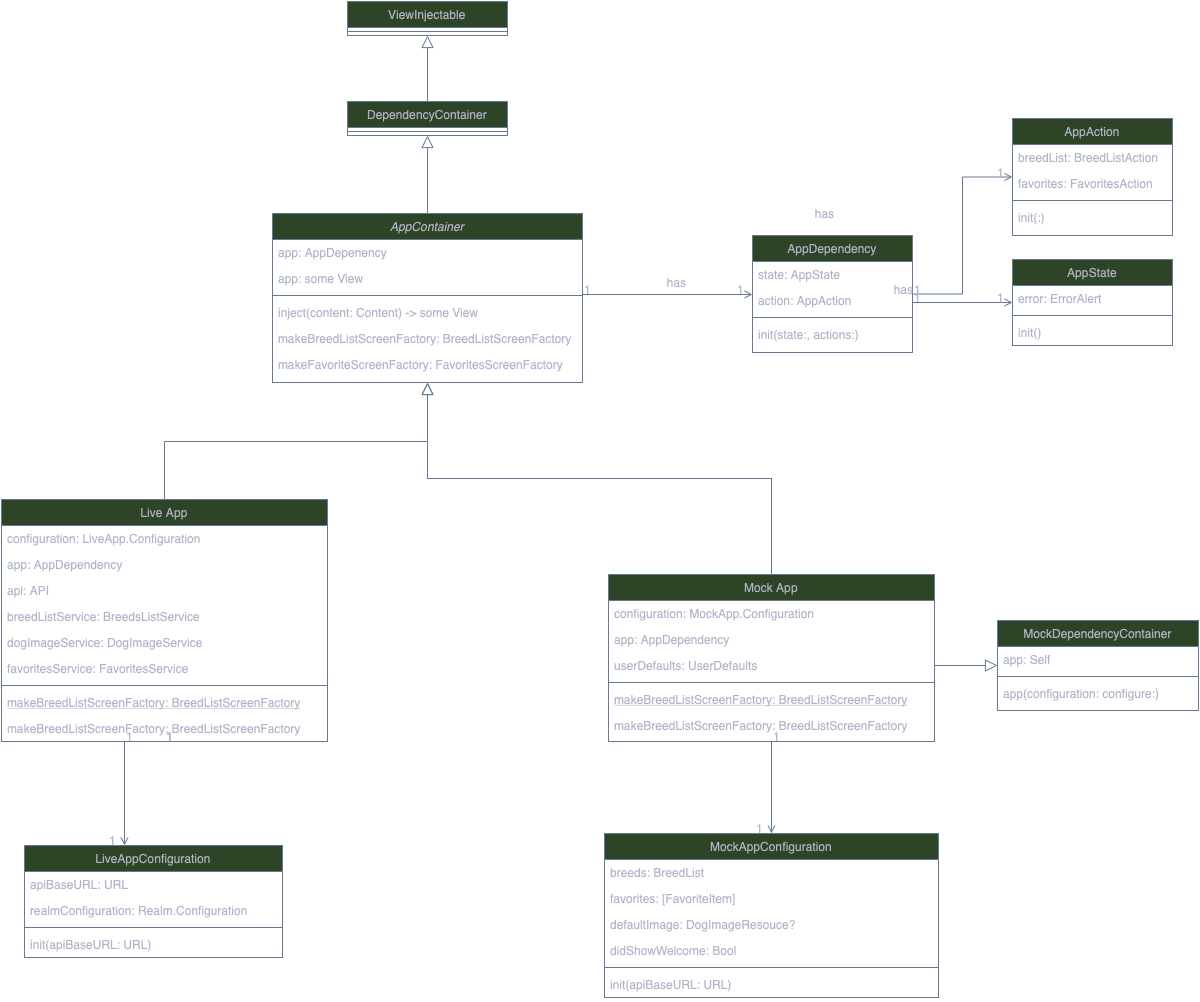 ViewInjectable
DependencyContainer
AppContainer
app: AppDepenency
app: some View
inject(content: Content) -> some View
makeBreedListScreenFactory: BreedListScreenFactory
makeFavoriteScreenFactory: FavoritesScreenFactory
1
has
1
has
AppDependency
state: AppState
action: AppAction
init(state:, actions:)
has
1
1
1
AppAction
breedList: BreedListAction
favorites: FavoritesAction
init(:)
1
AppState
error: ErrorAlert
init()
Live App
configuration: LiveApp.Configuration
app: AppDependency
api: API
breedListService: BreedsListService
dogImageService: DogImageService
favoritesService: FavoritesService
makeBreedListScreenFactory: BreedListScreenFactory
makeBreedListScreenFactory: BreedListScreenFactory
1
1
Mock App
configuration: MockApp.Configuration
app: AppDependency
userDefaults: UserDefaults
makeBreedListScreenFactory: BreedListScreenFactory
makeBreedListScreenFactory: BreedListScreenFactory
1
MockDependencyContainer
app: Self
app(configuration: configure:)
1
LiveAppConfiguration
apiBaseURL: URL
realmConfiguration: Realm.Configuration
init(apiBaseURL: URL)
1
MockAppConfiguration
breeds: BreedList
favorites: [FavoriteItem]
defaultImage: DogImageResouce?
didShowWelcome: Bool
init(apiBaseURL: URL)